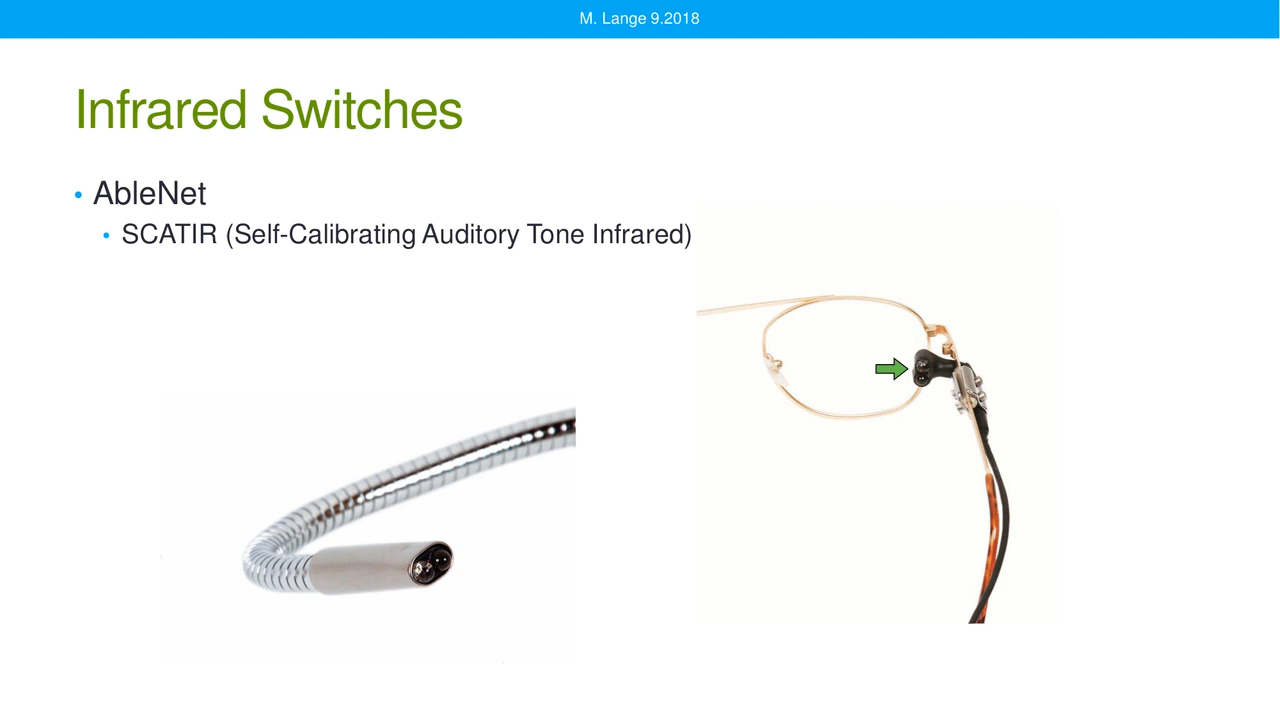 M. Lange 9.2018
Infrared Switches
• AbleNet
• SCATIR (Self-Calibrating Auditory Tone Infrared)